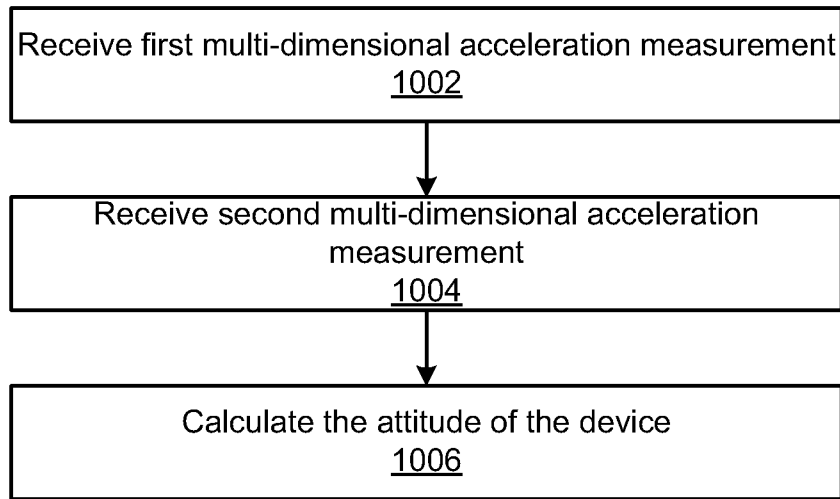 Receive first multi-dimensional acceleration measurement
1002
Receive second multi-dimensional acceleration
measurement
1004
Calculate the attitude of the device
1006